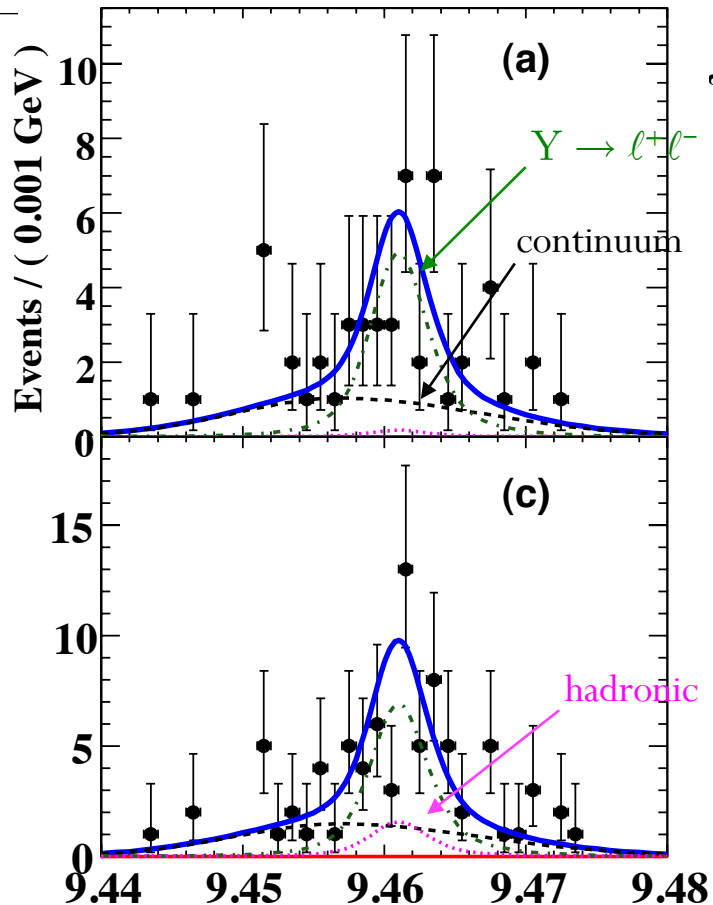 Events / ( 0.001 GeV )
10
8
6
4
2
0
(a)
Υ → ℓ⁺ℓ⁻
continuum
15
10
5
0
(c)
hadronic
9.44 9.45 9.46 9.47 9.48